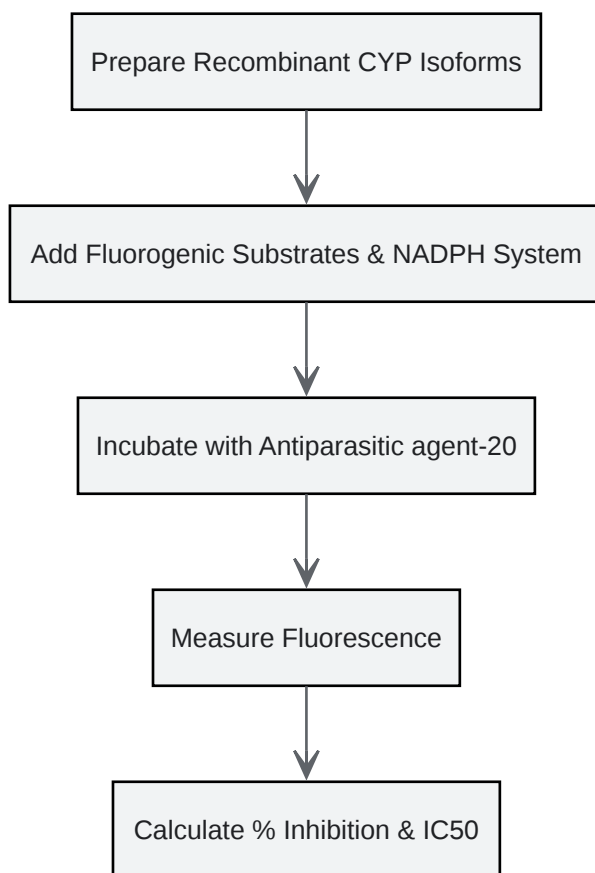 Prepare Recombinant CYP Isoforms
Add Fluorogenic Substrates & NADPH System
Incubate with Antiparasitic agent-20
Measure Fluorescence
Calculate % Inhibition & IC50